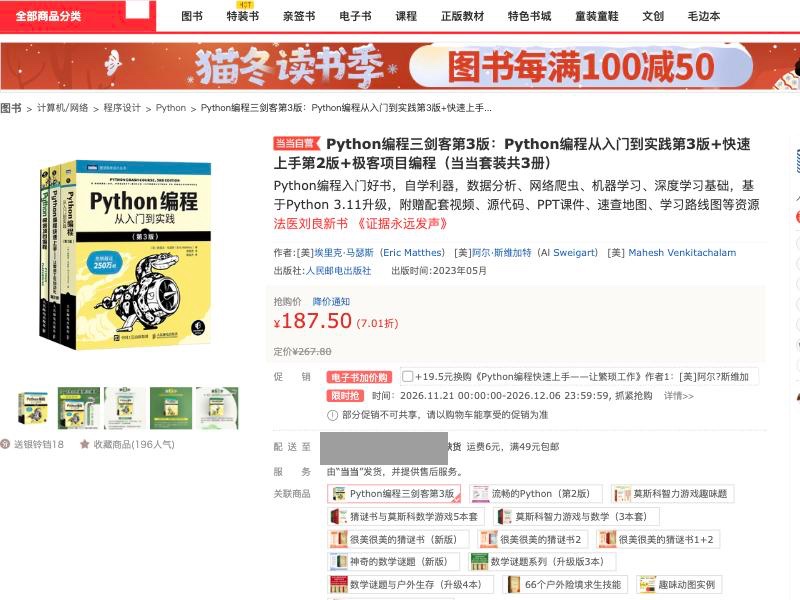 全部商品分类
图书 特装书 HOT 亲签书 电子书 课程 正版教材 特色书城 童装童鞋 文创 毛边本
猫冬读书季 图书每满100减50
图书 > 计算机/网络 > 程序设计 > Python > Python编程三剑客第3版：Python编程从入门到实践第3版+快速上手...
当当自营 Python编程三剑客第3版：Python编程从入门到实践第3版+快速
上手第2版+极客项目编程（当当套装共3册）
Python编程入门好书，自学利器，数据分析、网络爬虫、机器学习、深度学习基础，基
于Python 3.11升级，附赠配套视频、源代码、PPT课件、速查地图、学习路线图等资源
法医刘良新书 《证据永远发声》
作者:[美]埃里克·马瑟斯（Eric Matthes） [美]阿尔·斯维加特（Al Sweigart） [美] Mahesh Venkitachalam
出版社:人民邮电出版社 出版时间:2023年05月
Python编程
从入门到实践
（第3版）
250万册
抢购价 降价通知
¥187.50 (7.01折)
定价¥267.80
促 销 电子书加价购 +19.5元换购《Python编程快速上手——让繁琐工作》作者1：[美]阿尔?斯维加
限时抢 时间：2026.11.21 00:00:00-2026.12.06 23:59:59, 抓紧抢购 详情>>
部分促销不可共享，请以购物车能享受的促销为准
送银铃铛18 收藏商品(196人气)
配 送 至 缺货 运费6元，满49元包邮
服 务 由“当当”发货，并提供售后服务。
关联商品 Python编程三剑客第3版 流畅的Python（第2版） 莫斯科智力游戏趣味题
猜谜书与莫斯科数学游戏5本套 莫斯科智力游戏与数学（3本套）
很美很美的猜谜书（新版） 很美很美的猜谜书2 很美很美的猜谜书1+2
神奇的数学谜题（新版） 数学谜题系列（升级版3本）
数学谜题与户外生存（升级4本） 66个户外险境求生技能 趣味动图实例